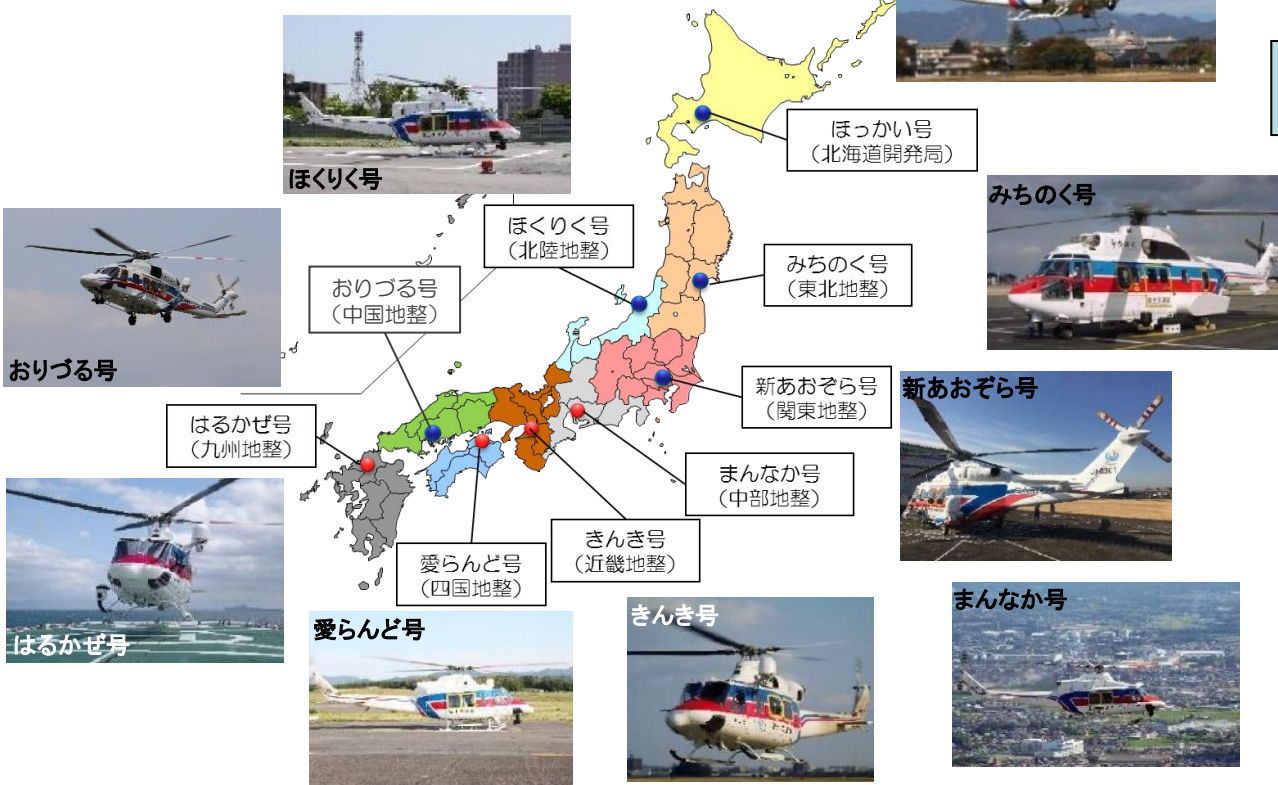 ほっかい号
(北海道開発局)
ほくりく号
みちのく号
ほくりく号
(北陸地整)
みちのく号
(東北地整)
おりづる号
(中国地整)
おりづる号
新あおぞら号
(関東地整)
新あおぞら号
はるかぜ号
(九州地整)
まんなか号
(中部地整)
きんき号
(近畿地整)
愛らんど号
(四国地整)
はるかぜ号
愛らんど号
きんき号
まんなか号